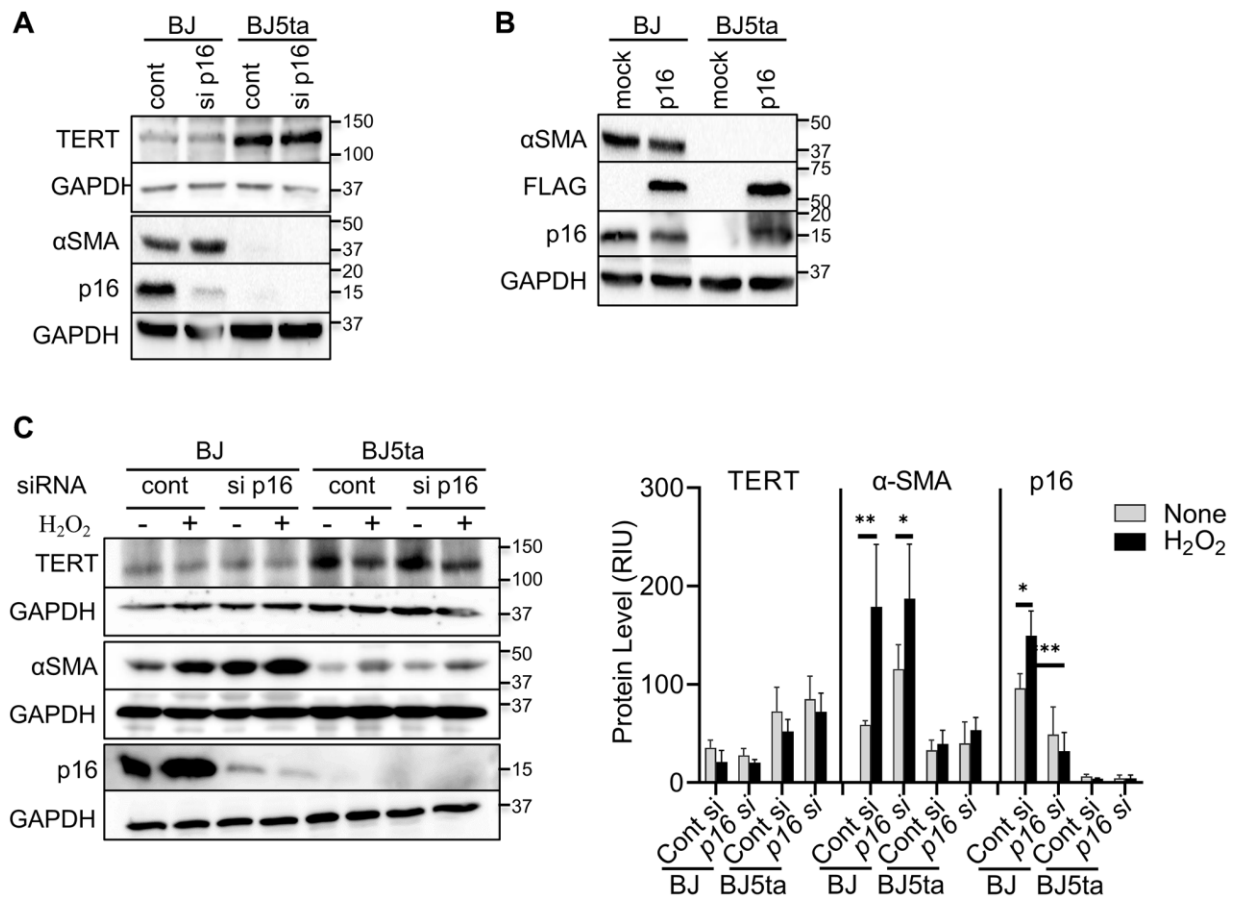 A
BJ BJ5ta
cont si p16 cont si p16
TERT 150
100
GAPDH 37
αSMA 50
37
p16 20
15
GAPDH 37
B
BJ BJ5ta
mock p16 mock p16
αSMA 50
37
FLAG 75
50
p16 20
15
GAPDH 37
C
BJ BJ5ta
siRNA cont si p16 cont si p16
H₂O₂ - + - + - + - +
TERT 150
100
GAPDH 37
αSMA 50
37
GAPDH 37
p16 15
GAPDH 37
TERT α-SMA p16
Protein Level (RIU)
300
200
100
0
** * * **
None
H₂O₂
Cont si p16 si Cont si p16 si Cont si p16 si Cont si p16 si Cont si p16 si Cont si p16 si
BJ BJ5ta BJ BJ5ta BJ BJ5ta